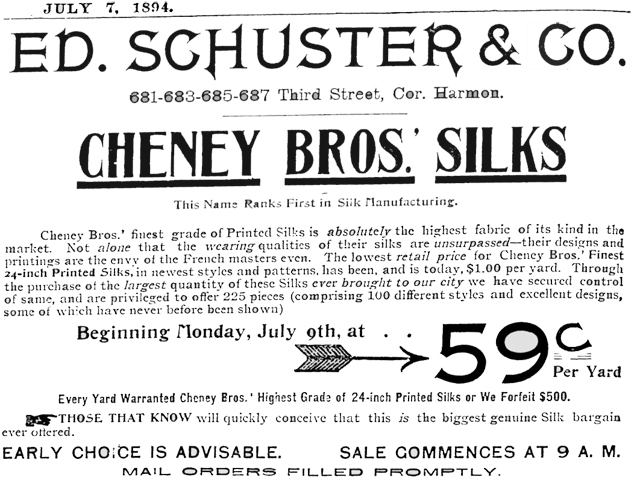 JULY 7, 1894.
ED. SCHUSTER & CO.
681-683-685-687 Third Street, Cor. Harmon.
CHENEY BROS.' SILKS
This Name Ranks First in Silk Manufacturing.
Cheney Bros.' finest grade of Printed Silks is absolutely the highest fabric of its kind in the
market. Not alone that the wearing qualities of their silks are unsurpassed—their designs and
printings are the envy of the French masters even. The lowest retail price for Cheney Bros.' Finest
24-inch Printed Silks, in newest styles and patterns, has been, and is today, $1.00 per yard. Through
the purchase of the largest quantity of these Silks ever brought to our city we have secured control
of same, and are privileged to offer 225 pieces (comprising 100 different styles and excellent designs,
some of which have never before been shown)
Beginning Monday, July 9th, at . . 59c
Per Yard
Every Yard Warranted Cheney Bros.' Highest Grade of 24-inch Printed Silks or We Forfeit $500.
THOSE THAT KNOW will quickly conceive that this is the biggest genuine Silk bargain
ever offered.
EARLY CHOICE IS ADVISABLE. SALE COMMENCES AT 9 A. M.
MAIL ORDERS FILLED PROMPTLY.